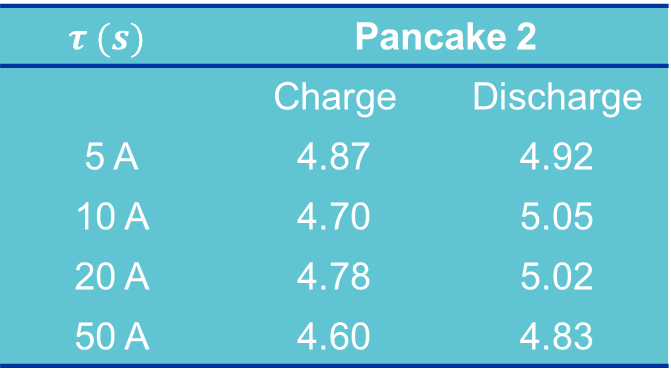 τ (s) Pancake 2
Charge Discharge
5 A 4.87 4.92
10 A 4.70 5.05
20 A 4.78 5.02
50 A 4.60 4.83